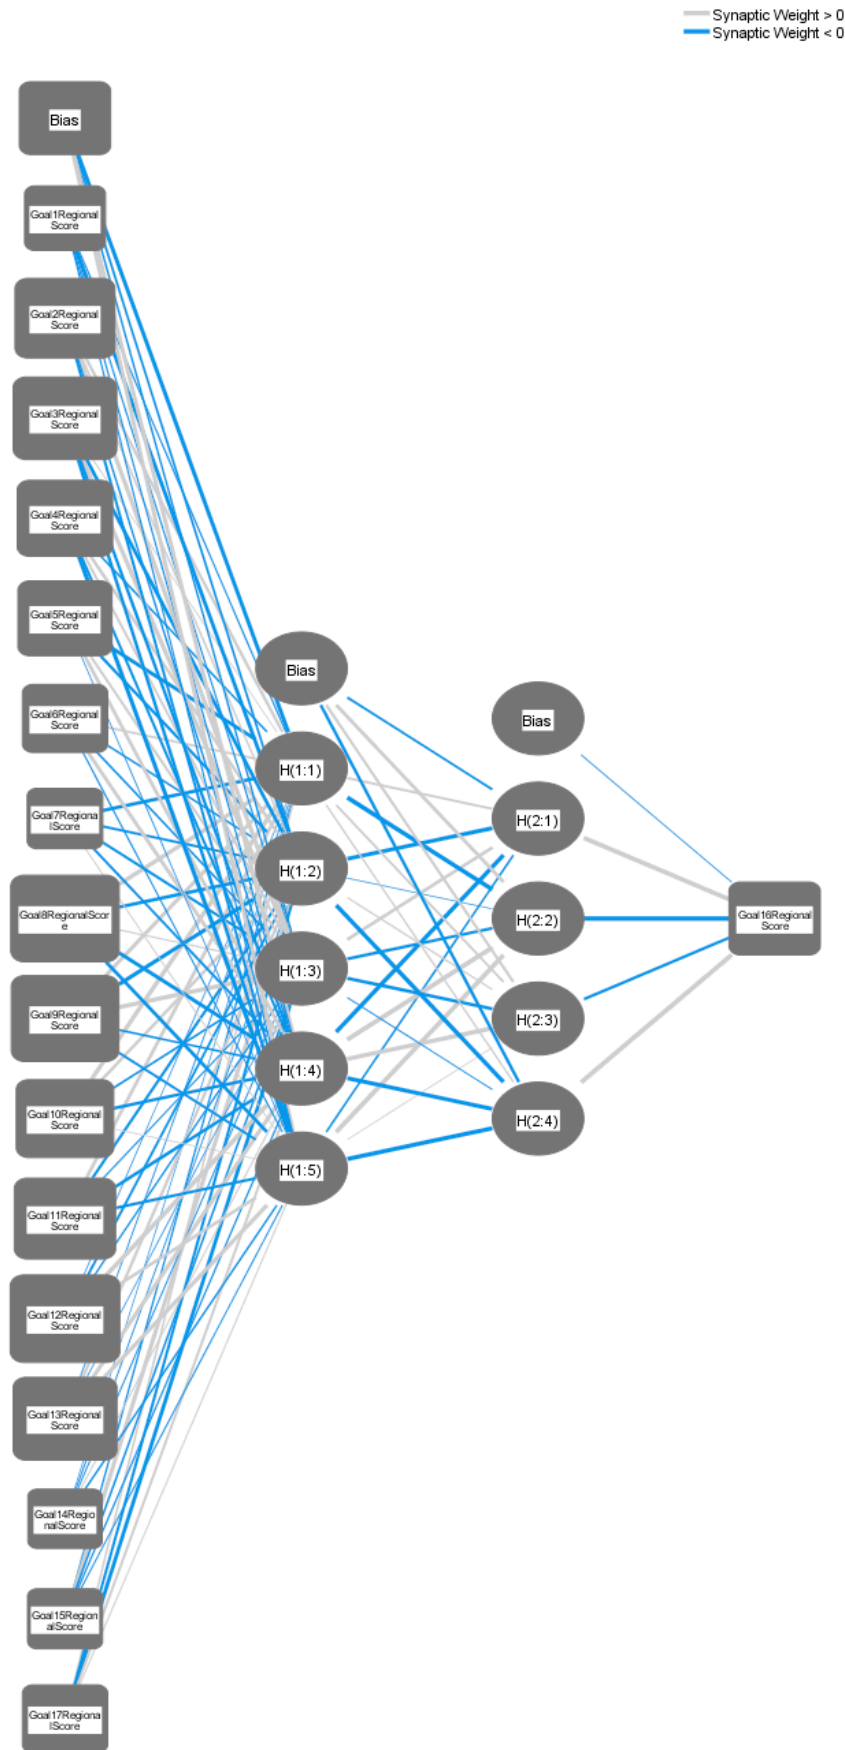 Synaptic Weight > 0
Synaptic Weight < 0
Bias
Goal1Regional
Score
Goal2Regional
Score
Goal3Regional
Score
Goal4Regional
Score
Goal5Regional
Score
Goal6Regional
Score
Goal7Regiona
lScore
Goal8RegionalScor
e
Goal9Regional
Score
Goal10Regional
Score
Goal11Regional
Score
Goal12Regional
Score
Goal13Regional
Score
Goal14Regio
nalScore
Goal15Region
alScore
Goal17Regiona
lScore
Bias
H(1:1)
H(1:2)
H(1:3)
H(1:4)
H(1:5)
Bias
H(2:1)
H(2:2)
H(2:3)
H(2:4)
Goal16Regional
Score